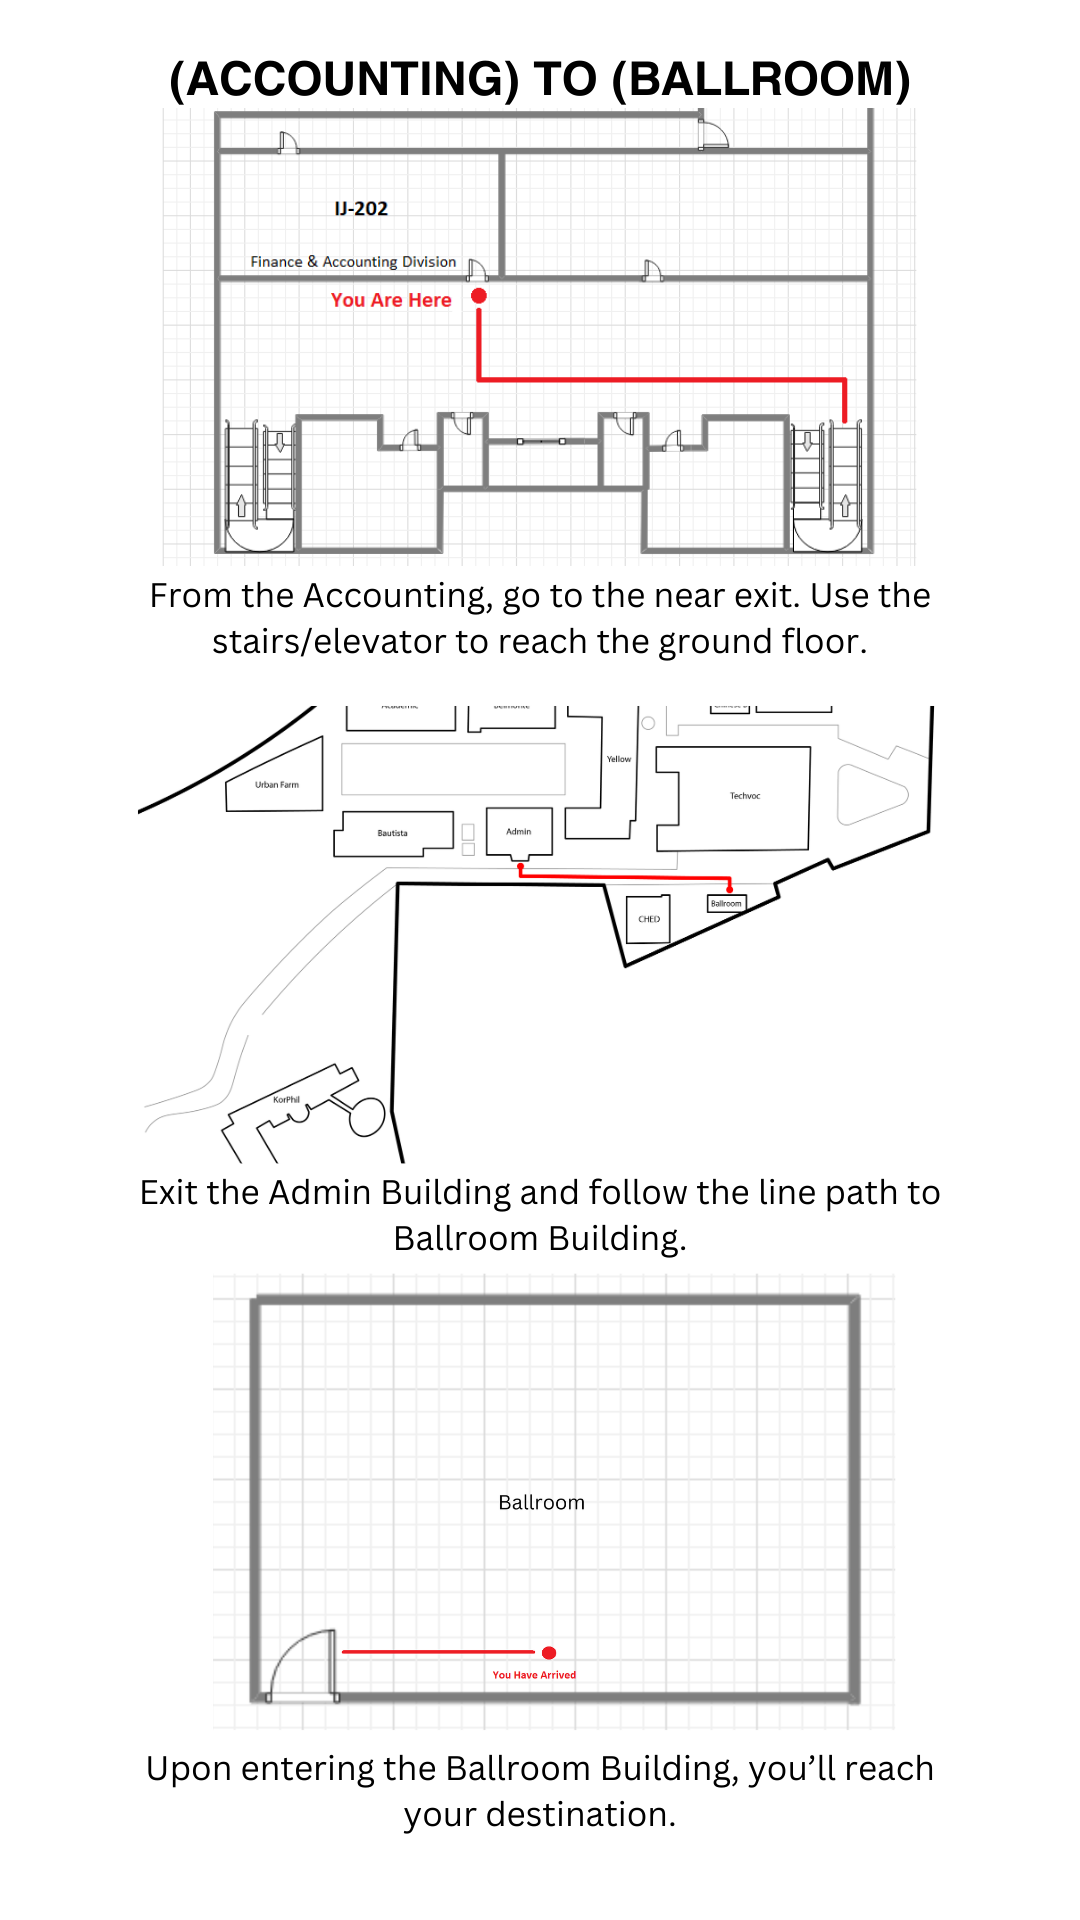 (ACCOUNTING) TO (BALLROOM)
IJ-202
Finance & Accounting Division
You Are Here
From the Accounting, go to the near exit. Use the
stairs/elevator to reach the ground floor.
Academic
Belmonte
Yellow
Urban Farm
Techvoc
Bautista
Admin
CHED
Ballroom
KorPhil
Exit the Admin Building and follow the line path to
Ballroom Building.
Ballroom
You Have Arrived
Upon entering the Ballroom Building, you’ll reach
your destination.